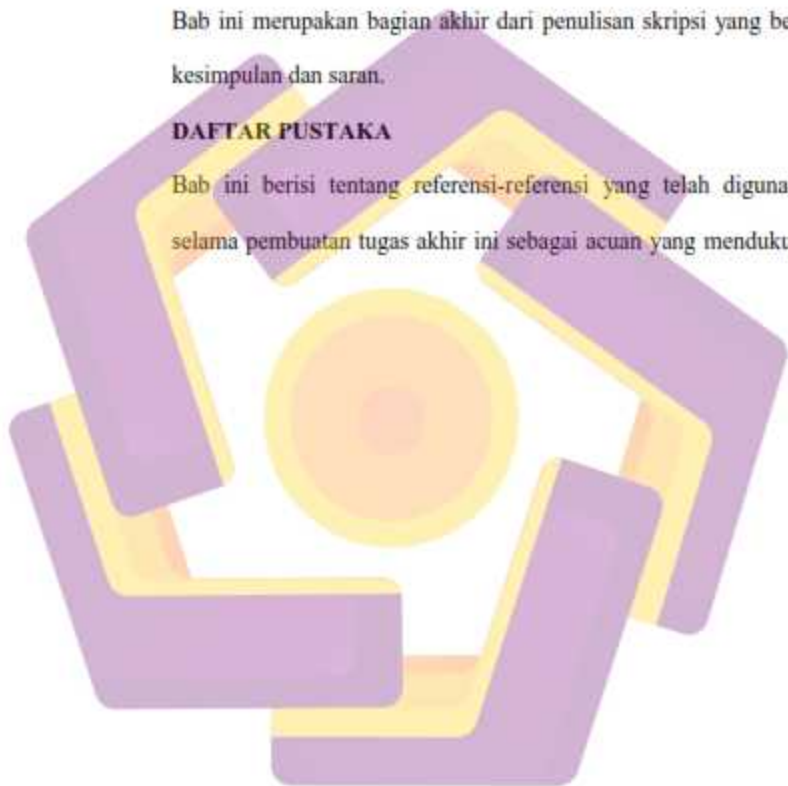 Bab ini merupakan bagian akhir dari penulisan skripsi yang be
kesimpulan dan saran.
DAFTAR PUSTAKA
Bab ini berisi tentang referensi-referensi yang telah diguna
selama pembuatan tugas akhir ini sebagai acuan yang menduku